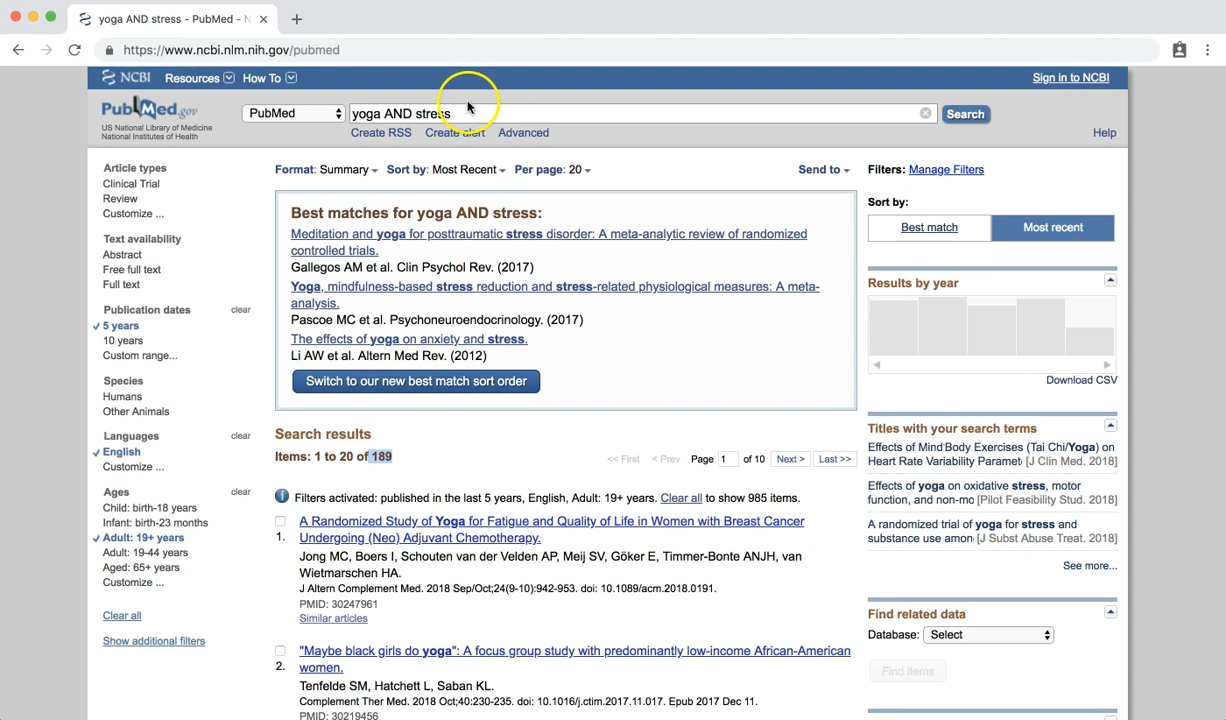 yoga AND stress - PubMed - N
https://www.ncbi.nlm.nih.gov/pubmed
NCBI Resources How To Sign in to NCBI
PubMed.gov
US National Library of Medicine
National Institutes of Health
PubMed yoga AND stress Search
Create RSS Create alert Advanced Help
Article types
Clinical Trial
Review
Customize ...
Text availability
Abstract
Free full text
Full text
Publication dates clear
5 years
10 years
Custom range...
Species
Humans
Other Animals
Languages clear
English
Customize ...
Ages clear
Child: birth-18 years
Infant: birth-23 months
Adult: 19+ years
Adult: 19-44 years
Aged: 65+ years
Customize ...
Clear all
Show additional filters
Format: Summary Sort by: Most Recent Per page: 20 Send to
Best matches for yoga AND stress:
Meditation and yoga for posttraumatic stress disorder: A meta-analytic review of randomized
controlled trials.
Gallegos AM et al. Clin Psychol Rev. (2017)
Yoga, mindfulness-based stress reduction and stress-related physiological measures: A meta-
analysis.
Pascoe MC et al. Psychoneuroendocrinology. (2017)
The effects of yoga on anxiety and stress.
Li AW et al. Altern Med Rev. (2012)
Switch to our new best match sort order
Search results
Items: 1 to 20 of 189 << First < Prev Page 1 of 10 Next > Last >>
Filters activated: published in the last 5 years, English, Adult: 19+ years. Clear all to show 985 items.
A Randomized Study of Yoga for Fatigue and Quality of Life in Women with Breast Cancer
1. Undergoing (Neo) Adjuvant Chemotherapy.
Jong MC, Boers I, Schouten van der Velden AP, Meij SV, Göker E, Timmer-Bonte ANJH, van
Wietmarschen HA.
J Altern Complement Med. 2018 Sep/Oct;24(9-10):942-953. doi: 10.1089/acm.2018.0191.
PMID: 30247961
Similar articles
"Maybe black girls do yoga": A focus group study with predominantly low-income African-American
2. women.
Tenfelde SM, Hatchett L, Saban KL.
Complement Ther Med. 2018 Oct;40:230-235. doi: 10.1016/j.ctim.2017.11.017. Epub 2017 Dec 11.
PMID: 30219456
Filters: Manage Filters
Sort by:
Best match Most recent
Results by year
Download CSV
Titles with your search terms
Effects of Mind Body Exercises (Tai Chi/Yoga) on
Heart Rate Variability Paramet [J Clin Med. 2018]
Effects of yoga on oxidative stress, motor
function, and non-mo [Pilot Feasibility Stud. 2018]
A randomized trial of yoga for stress and
substance use amon [J Subst Abuse Treat. 2018]
See more...
Find related data
Database: Select
Find items